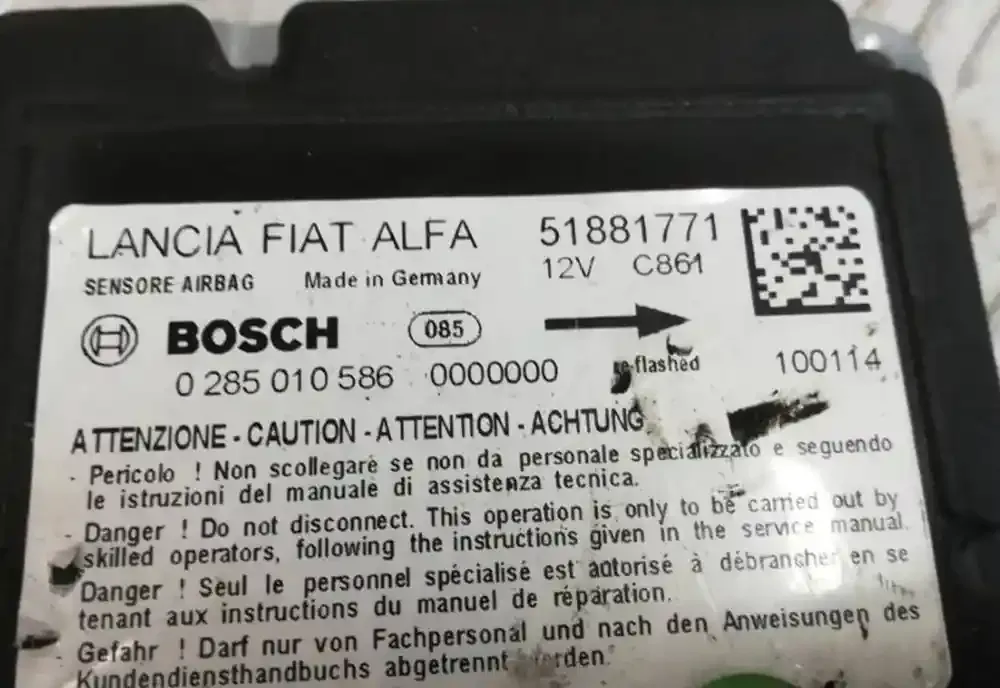 LANCIA FIAT ALFA 51881771
SENSORE AIRBAG Made in Germany 12V C861
BOSCH 085
0 285 010 586 0000000 re-flashed 100114
ATTENZIONE - CAUTION - ATTENTION - ACHTUNG
- Pericolo ! Non scollegare se non da personale specializzato e seguendo
le istruzioni del manuale di assistenza tecnica.
- Danger ! Do not disconnect. This operation is only to be carried out by
skilled operators, following the instructions given in the service manual.
- Danger ! Seul le personnel spécialisé est autorisé à débrancher en se
tenant aux instructions du manuel de réparation.
- Gefahr ! Darf nur von Fachpersonal und nach den Anweisungen des
Kundendiensthandbuchs abgetrennt werden.